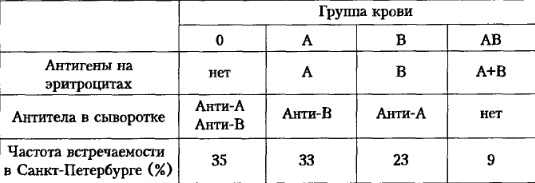 Группа крови
0 А В АВ
Антигены на
эритроцитах
нет А В А+В
Антитела в сыворотке
Анти-А
Анти-В
Анти-В Анти-А нет
Частота встречаемости
в Санкт-Петербурге (%)
35 33 23 9